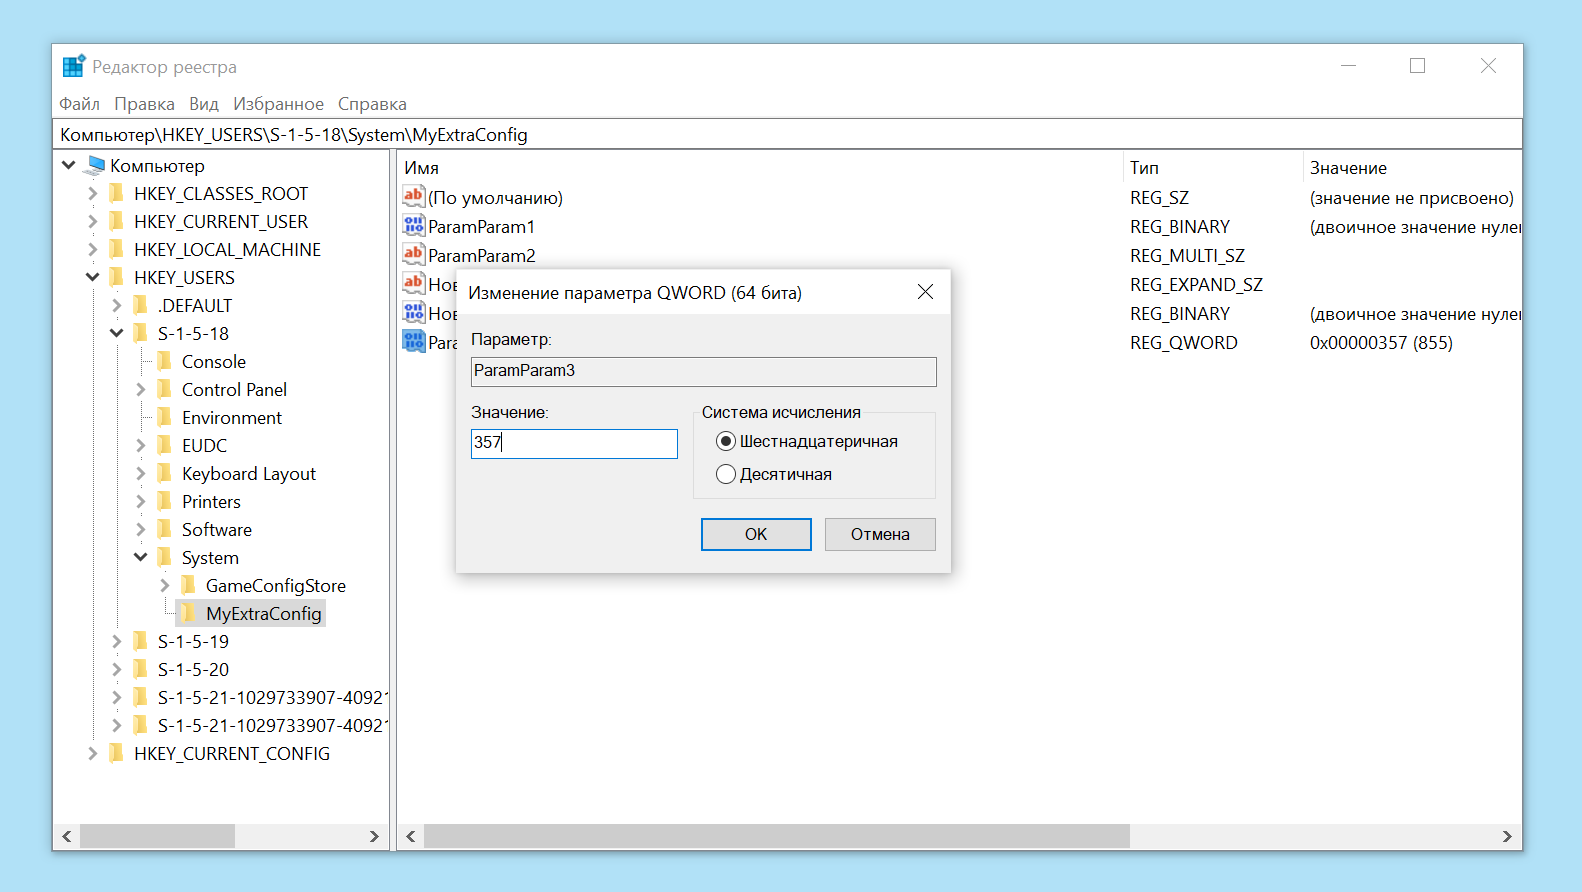 Редактор реестра
Файл Правка Вид Избранное Справка
Компьютер\HKEY_USERS\S-1-5-18\System\MyExtraConfig
Компьютер
HKEY_CLASSES_ROOT
HKEY_CURRENT_USER
HKEY_LOCAL_MACHINE
HKEY_USERS
.DEFAULT
S-1-5-18
Console
Control Panel
Environment
EUDC
Keyboard Layout
Printers
Software
System
GameConfigStore
MyExtraConfig
S-1-5-19
S-1-5-20
S-1-5-21-1029733907-4092
S-1-5-21-1029733907-4092
HKEY_CURRENT_CONFIG
Имя Тип Значение
(По умолчанию) REG_SZ (значение не присвоено)
ParamParam1 REG_BINARY (двоичное значение нуле
ParamParam2 REG_MULTI_SZ
Нов REG_EXPAND_SZ
Нов REG_BINARY (двоичное значение нуле
Para REG_QWORD 0x00000357 (855)
Изменение параметра QWORD (64 бита)
Параметр:
ParamParam3
Значение:
357
Система исчисления
Шестнадцатеричная
Десятичная
OK Отмена